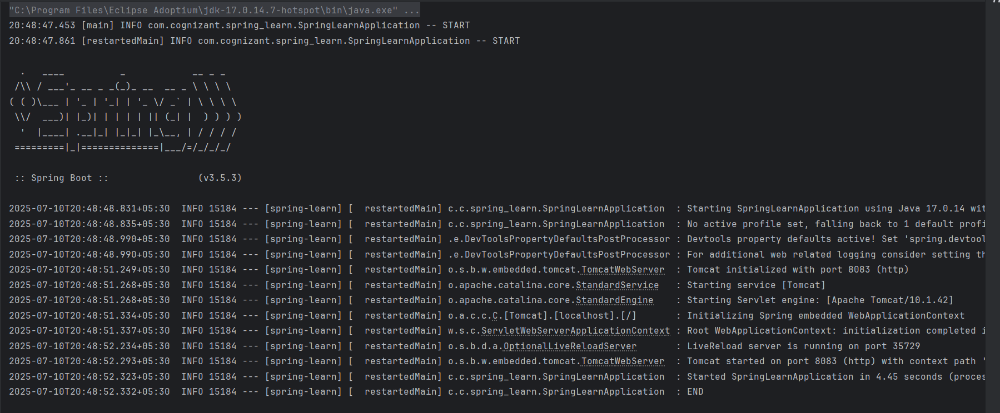 "C:\Program Files\Eclipse Adoptium\jdk-17.0.14.7-hotspot\bin\java.exe" ...
20:48:47.453 [main] INFO com.cognizant.spring_learn.SpringLearnApplication -- START
20:48:47.861 [restartedMain] INFO com.cognizant.spring_learn.SpringLearnApplication -- START
  .   ____          _            __ _ _
 /\\ / ___'_ __ _ _(_)_ __  __ _ \ \ \ \
( ( )\___ | '_ | '_| | '_ \/ _` | \ \ \ \
 \\/  ___)| |_)| | | | | || (_| |  ) ) ) )
  '  |____| .__|_| |_|_| |_\__, | / / / /
 =========|_|==============|___/=/_/_/_/
 :: Spring Boot ::                (v3.5.3)
2025-07-10T20:48:48.831+05:30  INFO 15184 --- [spring-learn] [  restartedMain] c.c.spring_learn.SpringLearnApplication  : Starting SpringLearnApplication using Java 17.0.14 wit
2025-07-10T20:48:48.835+05:30  INFO 15184 --- [spring-learn] [  restartedMain] c.c.spring_learn.SpringLearnApplication  : No active profile set, falling back to 1 default profi
2025-07-10T20:48:48.990+05:30  INFO 15184 --- [spring-learn] [  restartedMain] .e.DevToolsPropertyDefaultsPostProcessor : Devtools property defaults active! Set 'spring.devtool
2025-07-10T20:48:48.990+05:30  INFO 15184 --- [spring-learn] [  restartedMain] .e.DevToolsPropertyDefaultsPostProcessor : For additional web related logging consider setting th
2025-07-10T20:48:51.249+05:30  INFO 15184 --- [spring-learn] [  restartedMain] o.s.b.w.embedded.tomcat.TomcatWebServer  : Tomcat initialized with port 8083 (http)
2025-07-10T20:48:51.268+05:30  INFO 15184 --- [spring-learn] [  restartedMain] o.apache.catalina.core.StandardService   : Starting service [Tomcat]
2025-07-10T20:48:51.268+05:30  INFO 15184 --- [spring-learn] [  restartedMain] o.apache.catalina.core.StandardEngine    : Starting Servlet engine: [Apache Tomcat/10.1.42]
2025-07-10T20:48:51.334+05:30  INFO 15184 --- [spring-learn] [  restartedMain] o.a.c.c.C.[Tomcat].[localhost].[/]       : Initializing Spring embedded WebApplicationContext
2025-07-10T20:48:51.337+05:30  INFO 15184 --- [spring-learn] [  restartedMain] w.s.c.ServletWebServerApplicationContext : Root WebApplicationContext: initialization completed i
2025-07-10T20:48:52.234+05:30  INFO 15184 --- [spring-learn] [  restartedMain] o.s.b.d.a.OptionalLiveReloadServer       : LiveReload server is running on port 35729
2025-07-10T20:48:52.293+05:30  INFO 15184 --- [spring-learn] [  restartedMain] o.s.b.w.embedded.tomcat.TomcatWebServer  : Tomcat started on port 8083 (http) with context path '
2025-07-10T20:48:52.323+05:30  INFO 15184 --- [spring-learn] [  restartedMain] c.c.spring_learn.SpringLearnApplication  : Started SpringLearnApplication in 4.45 seconds (proces
2025-07-10T20:48:52.332+05:30  INFO 15184 --- [spring-learn] [  restartedMain] c.c.spring_learn.SpringLearnApplication  : END